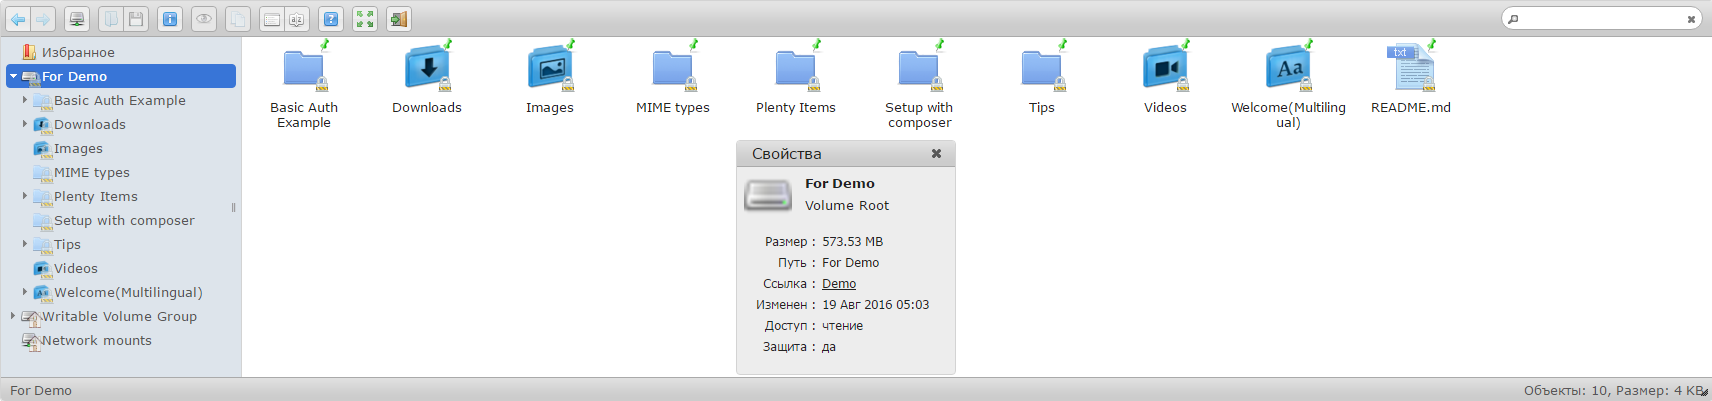 Избранное
For Demo
Basic Auth Example
Downloads
Images
MIME types
Plenty Items
Setup with composer
Tips
Videos
Welcome(Multilingual)
Writable Volume Group
Network mounts
Basic Auth
Example
Downloads
Images
MIME types
Plenty Items
Setup with
composer
Tips
Videos
Aa
Welcome(Multiling
ual)
txt
README.md
Свойства
For Demo
Volume Root
Размер : 573.53 MB
Путь : For Demo
Ссылка : Demo
Изменен : 19 Авг 2016 05:03
Доступ : чтение
Защита : да
For Demo
Объекты: 10, Размер: 4 KB